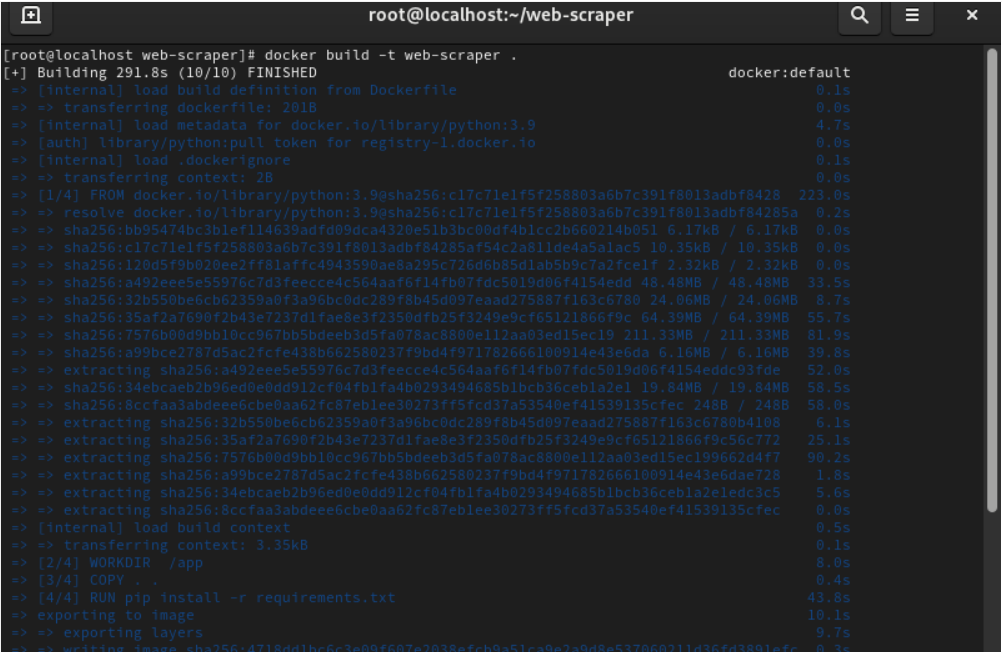 root@localhost:~/web-scraper
[root@localhost web-scraper]# docker build -t web-scraper .
[+] Building 291.8s (10/10) FINISHED docker:default
=> [internal] load build definition from Dockerfile 0.1s
=> => transferring dockerfile: 201B 0.0s
=> [internal] load metadata for docker.io/library/python:3.9 4.7s
=> [auth] library/python:pull token for registry-1.docker.io 0.0s
=> [internal] load .dockerignore 0.1s
=> => transferring context: 2B 0.0s
=> [1/4] FROM docker.io/library/python:3.9@sha256:c17c71e1f5f258803a6b7c391f8013adbf8428 223.0s
=> => resolve docker.io/library/python:3.9@sha256:c17c71e1f5f258803a6b7c391f8013adbf84285a 0.2s
=> => sha256:bb95474bc3b1ef114639adfd09dca4320e51b3bc00df4b1cc2b660214b051 6.17kB / 6.17kB 0.0s
=> => sha256:c17c71e1f5f258803a6b7c391f8013adbf84285af54c2a811de4a5a1ac5 10.35kB / 10.35kB 0.0s
=> => sha256:120d5f9b020ee2ff81affc4943590ae8a295c726d6b85d1ab5b9c7a2fce1f 2.32kB / 2.32kB 0.0s
=> => sha256:a492eee5e55976c7d3feecce4c564aaf6f14fb07fdc5019d06f4154edd 48.48MB / 48.48MB 33.5s
=> => sha256:32b550be6cb62359a0f3a96bc0dc289f8b45d097eaad275887f163c6780 24.06MB / 24.06MB 8.7s
=> => sha256:35af2a7690f2b43e7237d1fae8e3f2350dfb25f3249e9cf65121866f9c 64.39MB / 64.39MB 55.7s
=> => sha256:7576b00d9bb10cc967bb5bdeeb3d5fa078ac8800e112aa03ed15ec19 211.33MB / 211.33MB 81.9s
=> => sha256:a99bce2787d5ac2fcfe438b662580237f9bd4f971782666100914e43e6da 6.16MB / 6.16MB 39.8s
=> => extracting sha256:a492eee5e55976c7d3feecce4c564aaf6f14fb07fdc5019d06f4154eddc93fde 52.0s
=> => sha256:34ebcaeb2b96ed0e0dd912cf04fb1fa4b0293494685b1bcb36ceb1a2e1 19.84MB / 19.84MB 58.5s
=> => sha256:8ccfaa3abdeee6cbe0aa62fc87eb1ee30273ff5fcd37a53540ef41539135cfec 248B / 248B 58.0s
=> => extracting sha256:32b550be6cb62359a0f3a96bc0dc289f8b45d097eaad275887f163c6780b4108 6.1s
=> => extracting sha256:35af2a7690f2b43e7237d1fae8e3f2350dfb25f3249e9cf65121866f9c56c772 25.1s
=> => extracting sha256:7576b00d9bb10cc967bb5bdeeb3d5fa078ac8800e112aa03ed15ec199662d4f7 90.2s
=> => extracting sha256:a99bce2787d5ac2fcfe438b662580237f9bd4f971782666100914e43e6dae728 1.8s
=> => extracting sha256:34ebcaeb2b96ed0e0dd912cf04fb1fa4b0293494685b1bcb36ceb1a2e1edc3c5 5.6s
=> => extracting sha256:8ccfaa3abdeee6cbe0aa62fc87eb1ee30273ff5fcd37a53540ef41539135cfec 0.0s
=> [internal] load build context 0.5s
=> => transferring context: 3.35kB 0.1s
=> [2/4] WORKDIR /app 8.0s
=> [3/4] COPY . . 0.4s
=> [4/4] RUN pip install -r requirements.txt 43.8s
=> exporting to image 10.1s
=> => exporting layers 9.7s
=> => writing image 0.3s